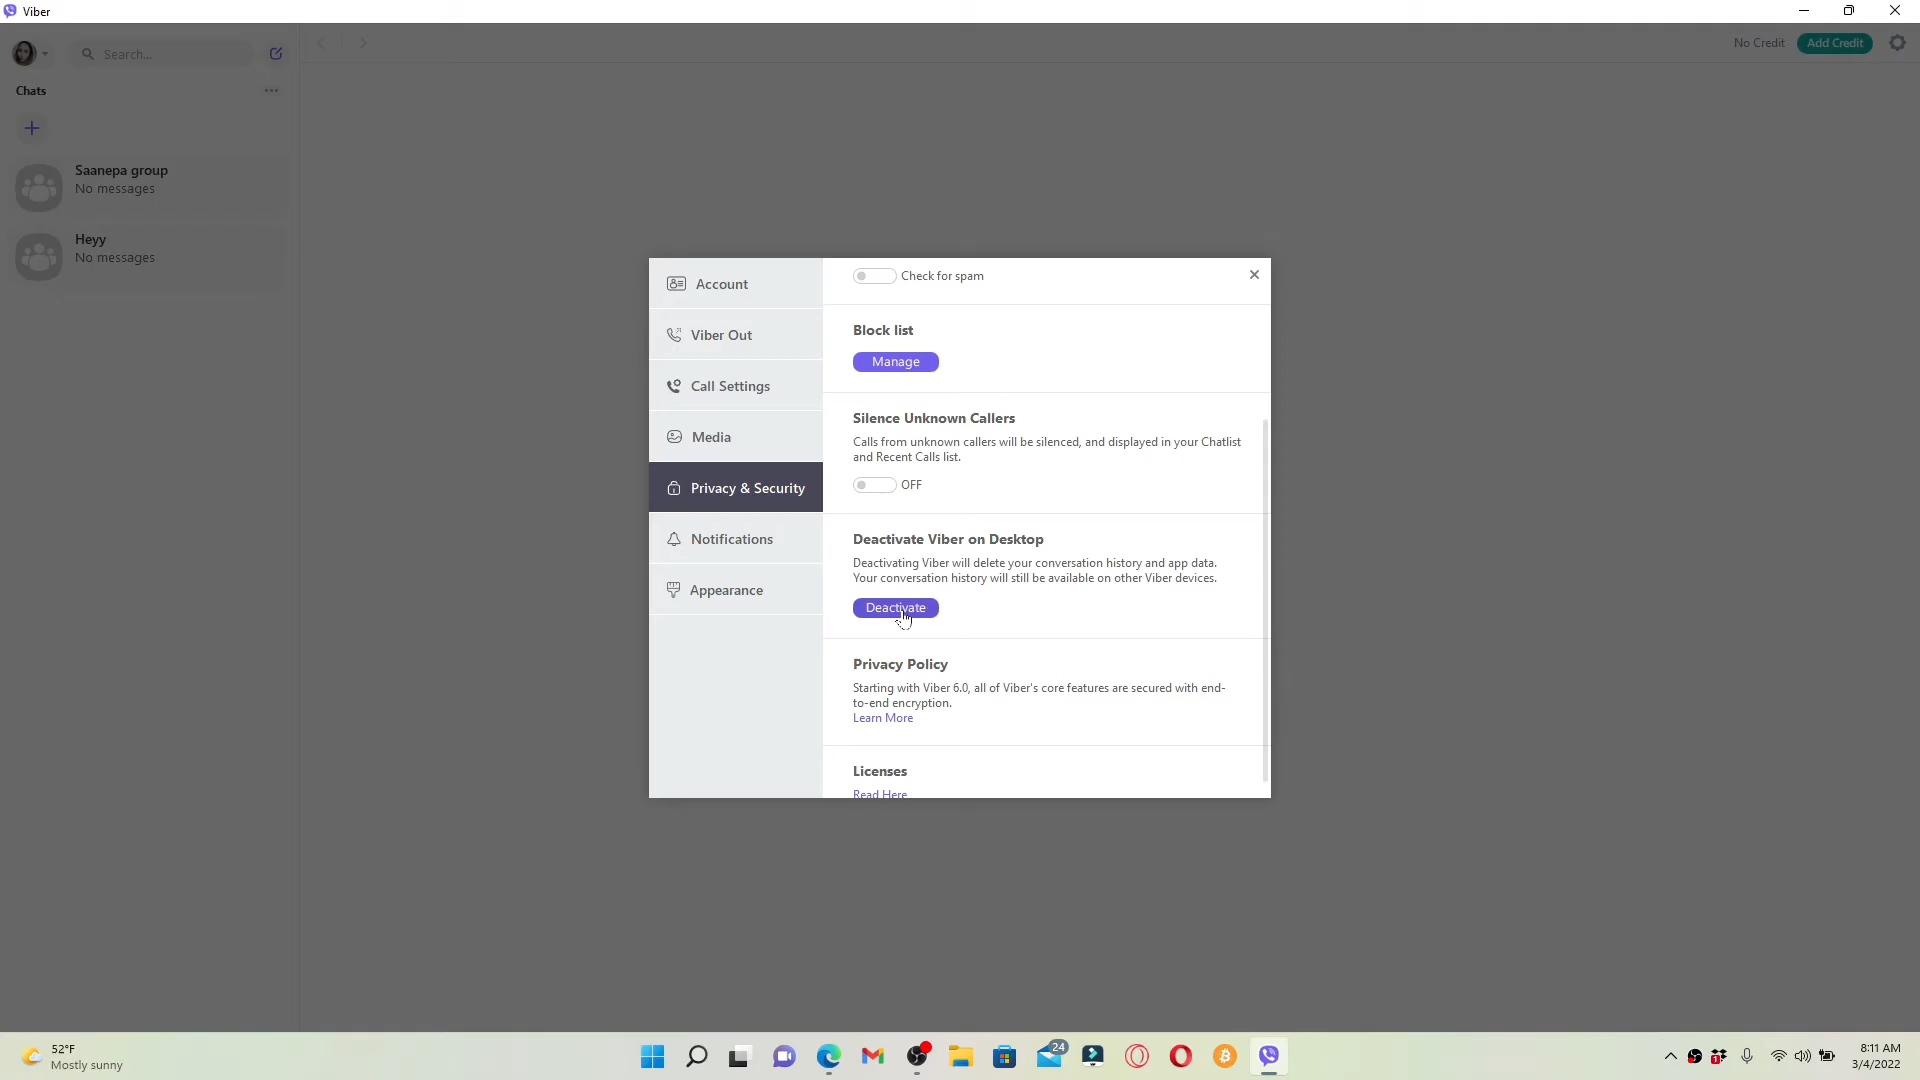 Viber
Search...
No Credit
Add Credit
Chats
Saanepa group
No messages
Heyy
No messages
Account
Viber Out
Call Settings
Media
Privacy & Security
Notifications
Appearance
Check for spam
Block list
Manage
Silence Unknown Callers
Calls from unknown callers will be silenced, and displayed in your Chatlist
and Recent Calls list.
OFF
Deactivate Viber on Desktop
Deactivating Viber will delete your conversation history and app data.
Your conversation history will still be available on other Viber devices.
Deactivate
Privacy Policy
Starting with Viber 6.0, all of Viber's core features are secured with end-
to-end encryption.
Learn More
Licenses
Read Here
52°F
Mostly sunny
24
1
8:11 AM
3/4/2022